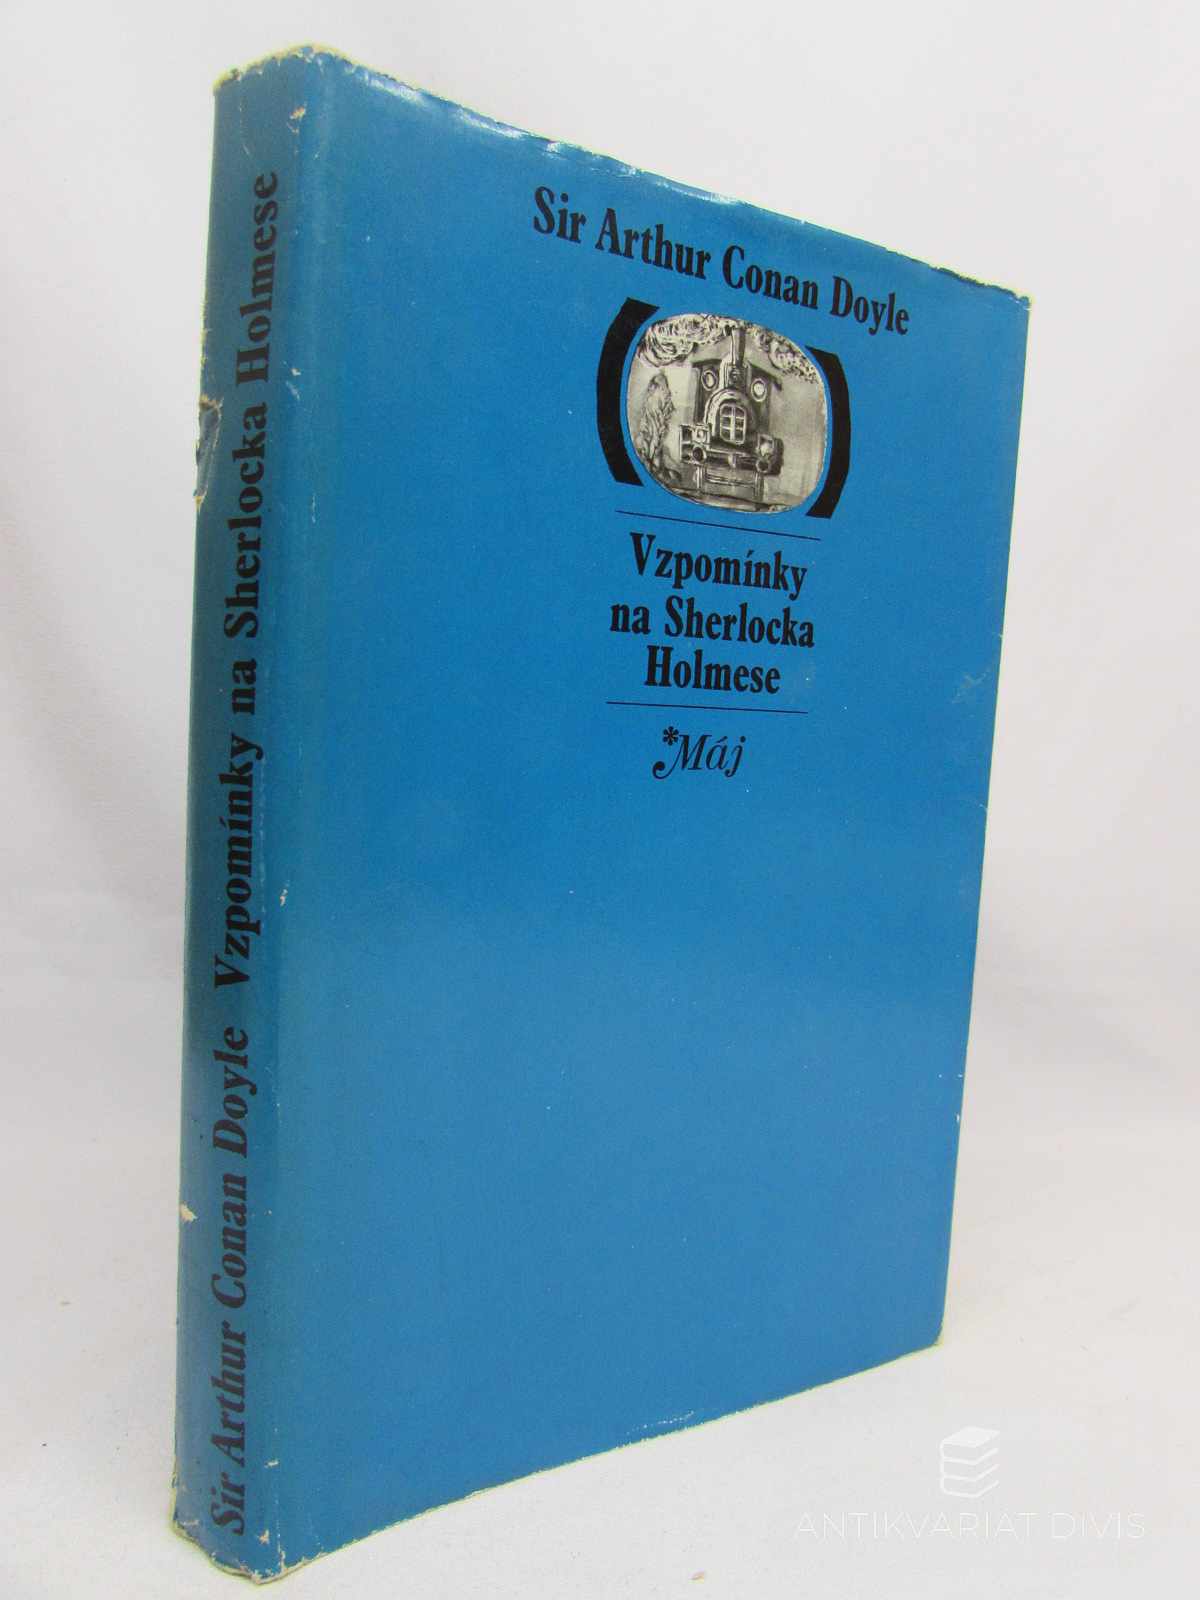 Sir Arthur Conan Doyle Vzpomínky na Sherlocka Holmese
Sir Arthur Conan Doyle
Vzpomínky
na Sherlocka
Holmese
*Máj
ANTIKVARIAT DIVIS